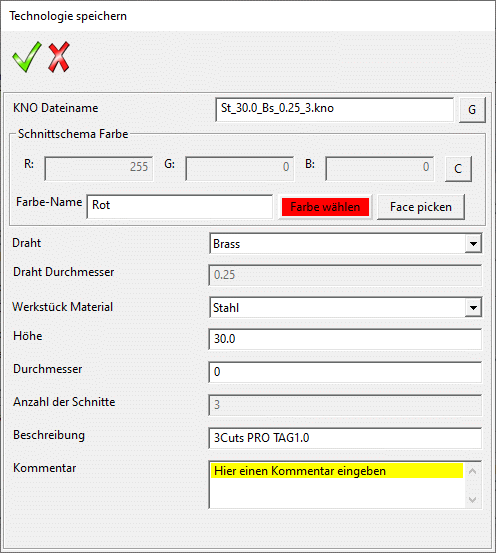 Technologie speichern
KNO Dateiname St_30.0_Bs_0.25_3.kno G
Schnittschema Farbe
R: 255 G: 0 B: 0 C
Farbe-Name Rot Farbe wählen Face picken
Draht Brass
Draht Durchmesser 0.25
Werkstück Material Stahl
Höhe 30.0
Durchmesser 0
Anzahl der Schnitte 3
Beschreibung 3Cuts PRO TAG1.0
Kommentar Hier einen Kommentar eingeben